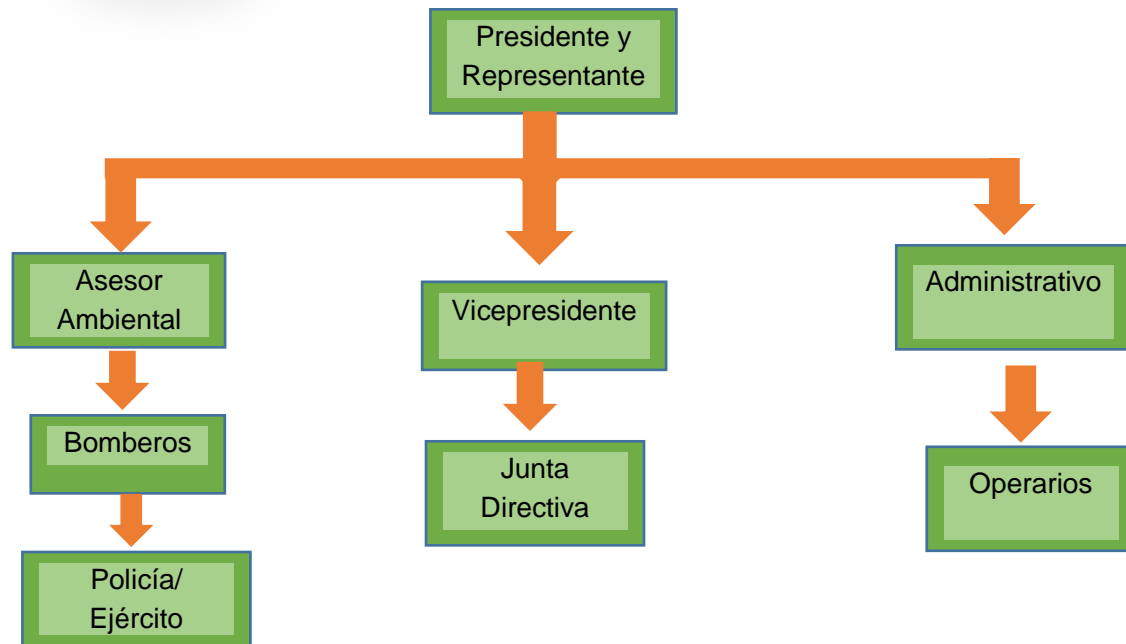 Presidente y
Representante
Asesor
Ambiental
Vicepresidente
Administrativo
Bomberos
Junta
Directiva
Operarios
Policía/
Ejército